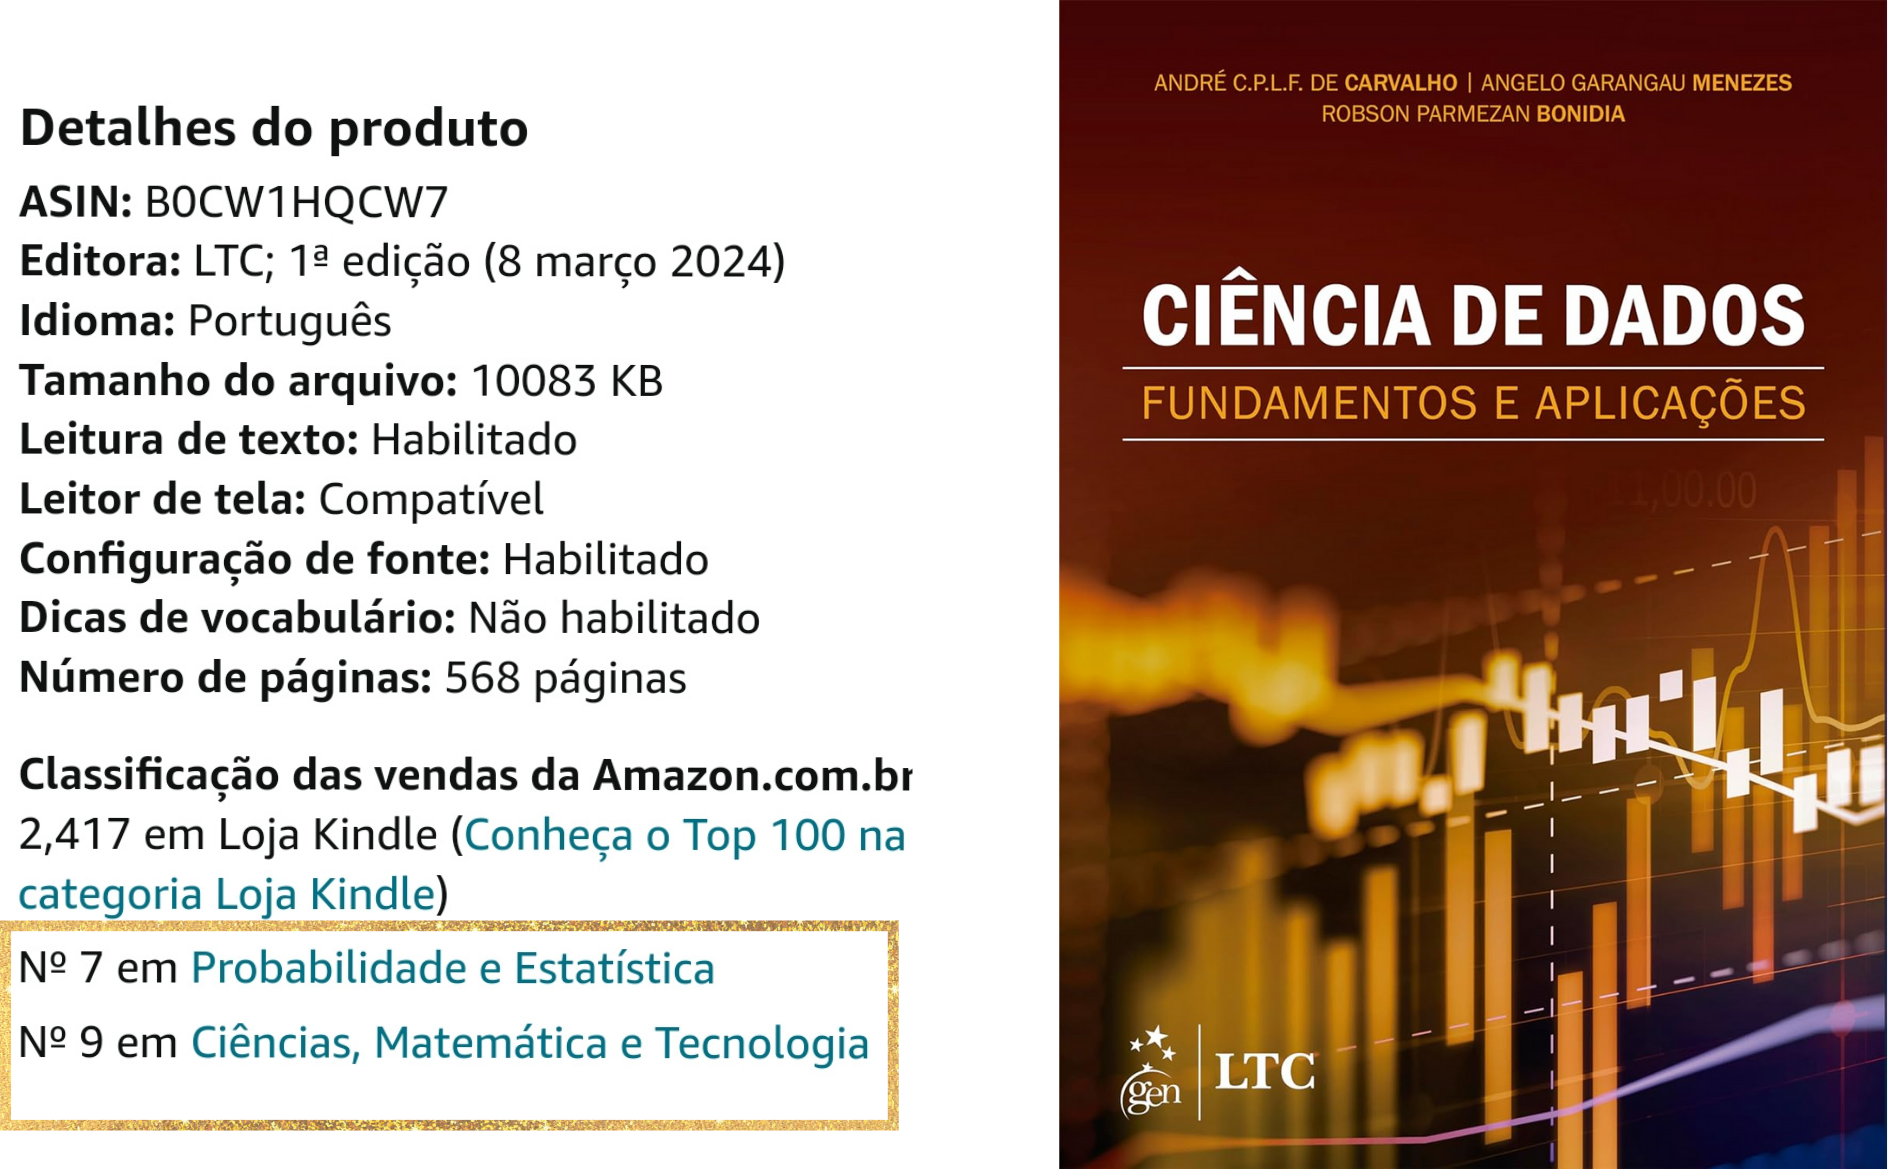 Detalhes do produto
ASIN: B0CW1HQCW7
Editora: LTC; 1ª edição (8 março 2024)
Idioma: Português
Tamanho do arquivo: 10083 KB
Leitura de texto: Habilitado
Leitor de tela: Compatível
Configuração de fonte: Habilitado
Dicas de vocabulário: Não habilitado
Número de páginas: 568 páginas
Classificação das vendas da Amazon.com.br
2,417 em Loja Kindle (Conheça o Top 100 na
categoria Loja Kindle)
Nº 7 em Probabilidade e Estatística
Nº 9 em Ciências, Matemática e Tecnologia
ANDRÉ C.P.L.F. DE CARVALHO | ANGELO GARANGAU MENEZES
ROBSON PARMEZAN BONIDIA
CIÊNCIA DE DADOS
FUNDAMENTOS E APLICAÇÕES
11,00.00
gen | LTC